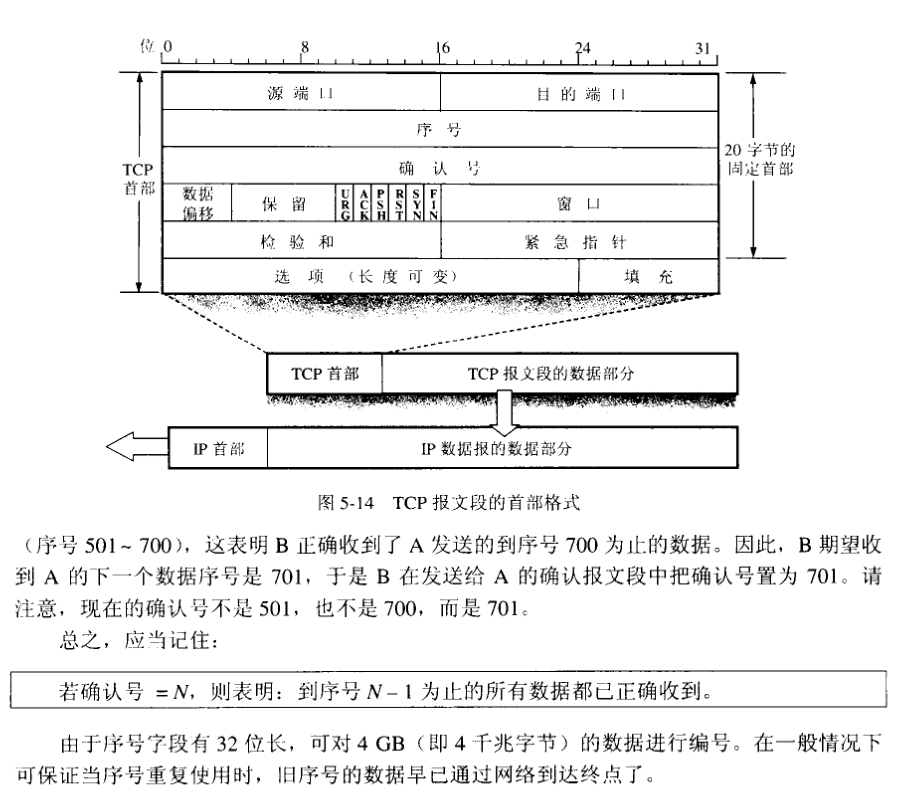 位 0 8 16 24 31
源 端 口 目 的 端 口
序 号
确 认 号
TCP
首部
20 字节的
固定首部
数据
偏移
保 留
URG ACK PSH RST SYN FIN
窗 口
检 验 和 紧 急 指 针
选 项 （长 度 可 变） 填 充
TCP 首部 TCP 报文段的数据部分
IP 首部 IP 数据报的数据部分
图 5-14 TCP 报文段的首部格式
（序号 501~ 700），这表明 B 正确收到了 A 发送的到序号 700 为止的数据。因此，B 期望收
到 A 的下一个数据序号是 701，于是 B 在发送给 A 的确认报文段中把确认号置为 701。请
注意，现在的确认号不是 501，也不是 700，而是 701。
总之，应当记住：
若确认号 = N，则表明：到序号 N – 1 为止的所有数据都已正确收到。
由于序号字段有 32 位长，可对 4 GB（即 4 千兆字节）的数据进行编号。在一般情况下
可保证当序号重复使用时，旧序号的数据早已通过网络到达终点了。